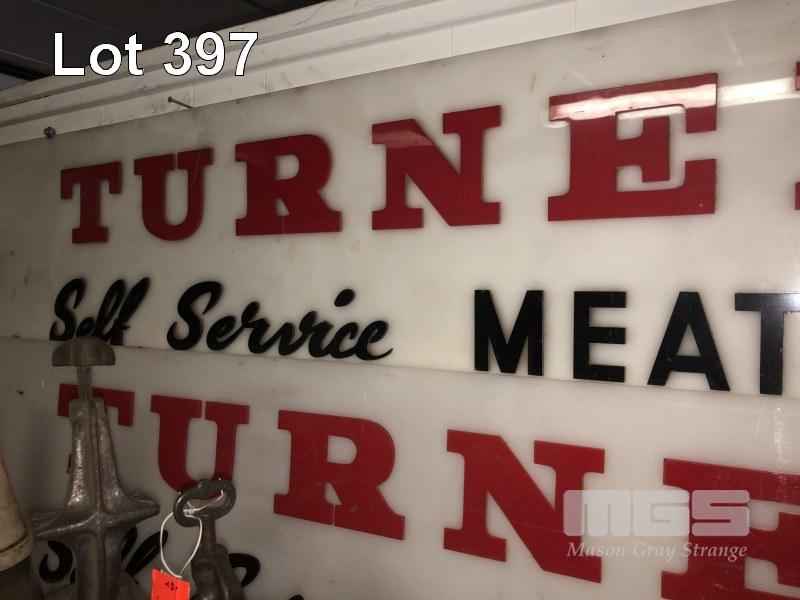 Lot 397
TURNE
Self Service MEAT
TURNE
MGS
Mason Gray Strange